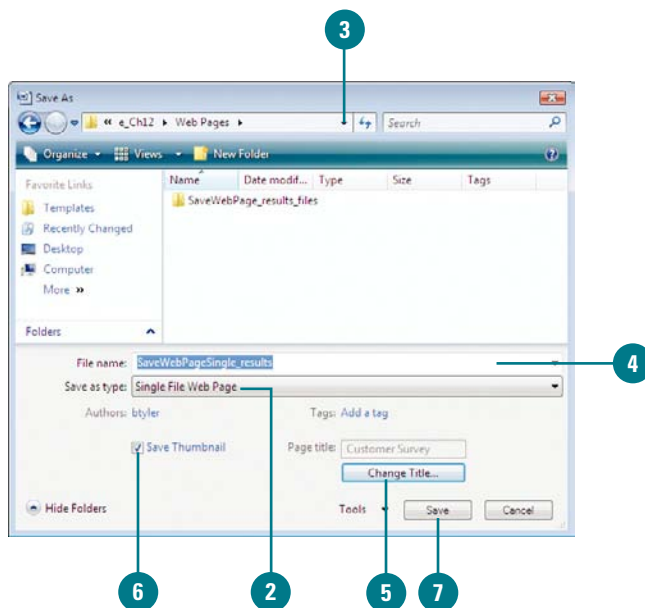 3
Save As
« e_Ch12 ▸ Web Pages ▸ Search
Organize Views New Folder
Favorite Links
Templates
Recently Changed
Desktop
Computer
More »
Folders
Name Date modif... Type Size Tags
SaveWebPage_results_files
File name: SaveWebPageSingle_results
4
Save as type: Single File Web Page
Authors: btyler Tags: Add a tag
Save Thumbnail Page title: Customer Survey
Change Title...
Hide Folders Tools Save Cancel
6 2 5 7